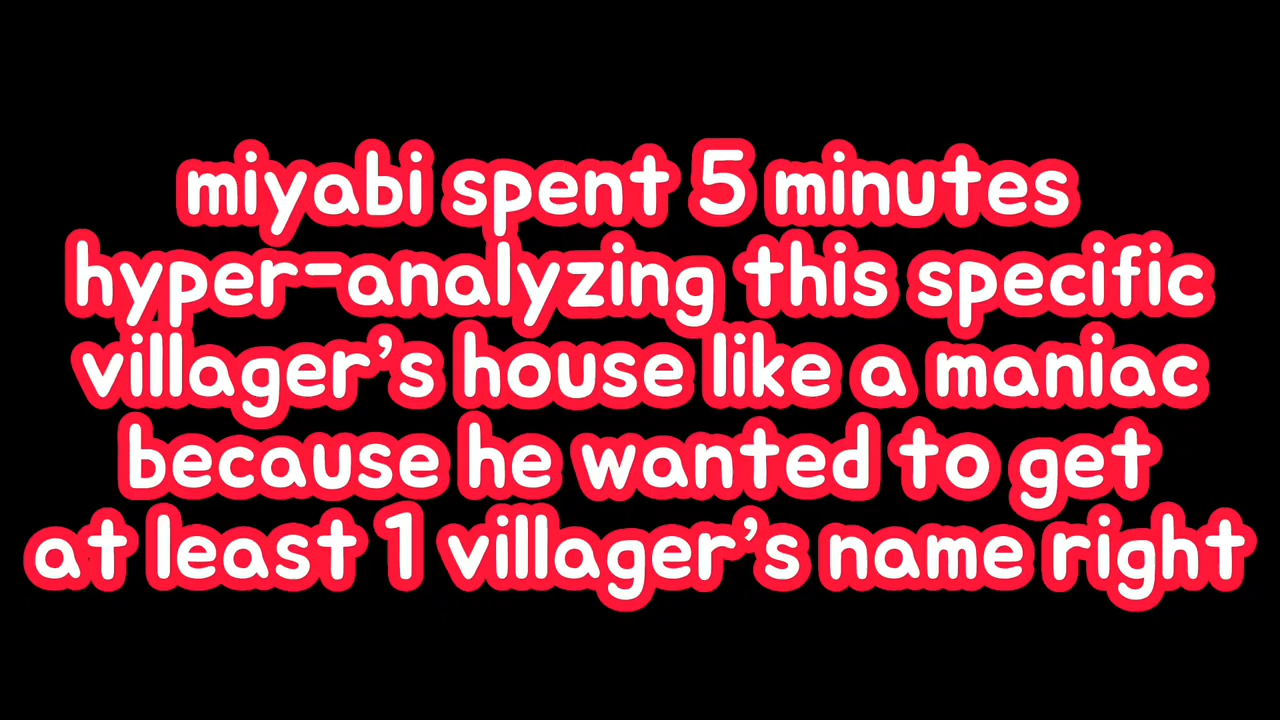 miyabi spent 5 minutes
hyper-analyzing this specific
villager's house like a maniac
because he wanted to get
at least 1 villager's name right